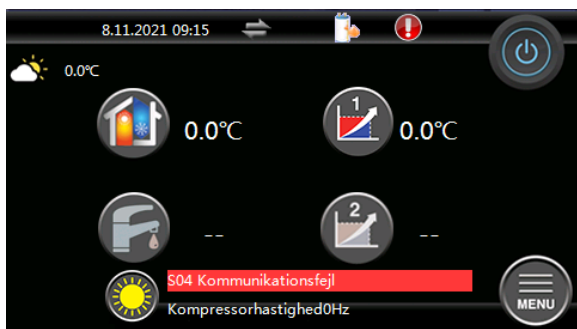 8.11.2021 09:15
0.0℃
0.0℃
1
0.0℃
--
2
--
S04 Kommunikationsfejl
Kompressorhastighed0Hz
MENU